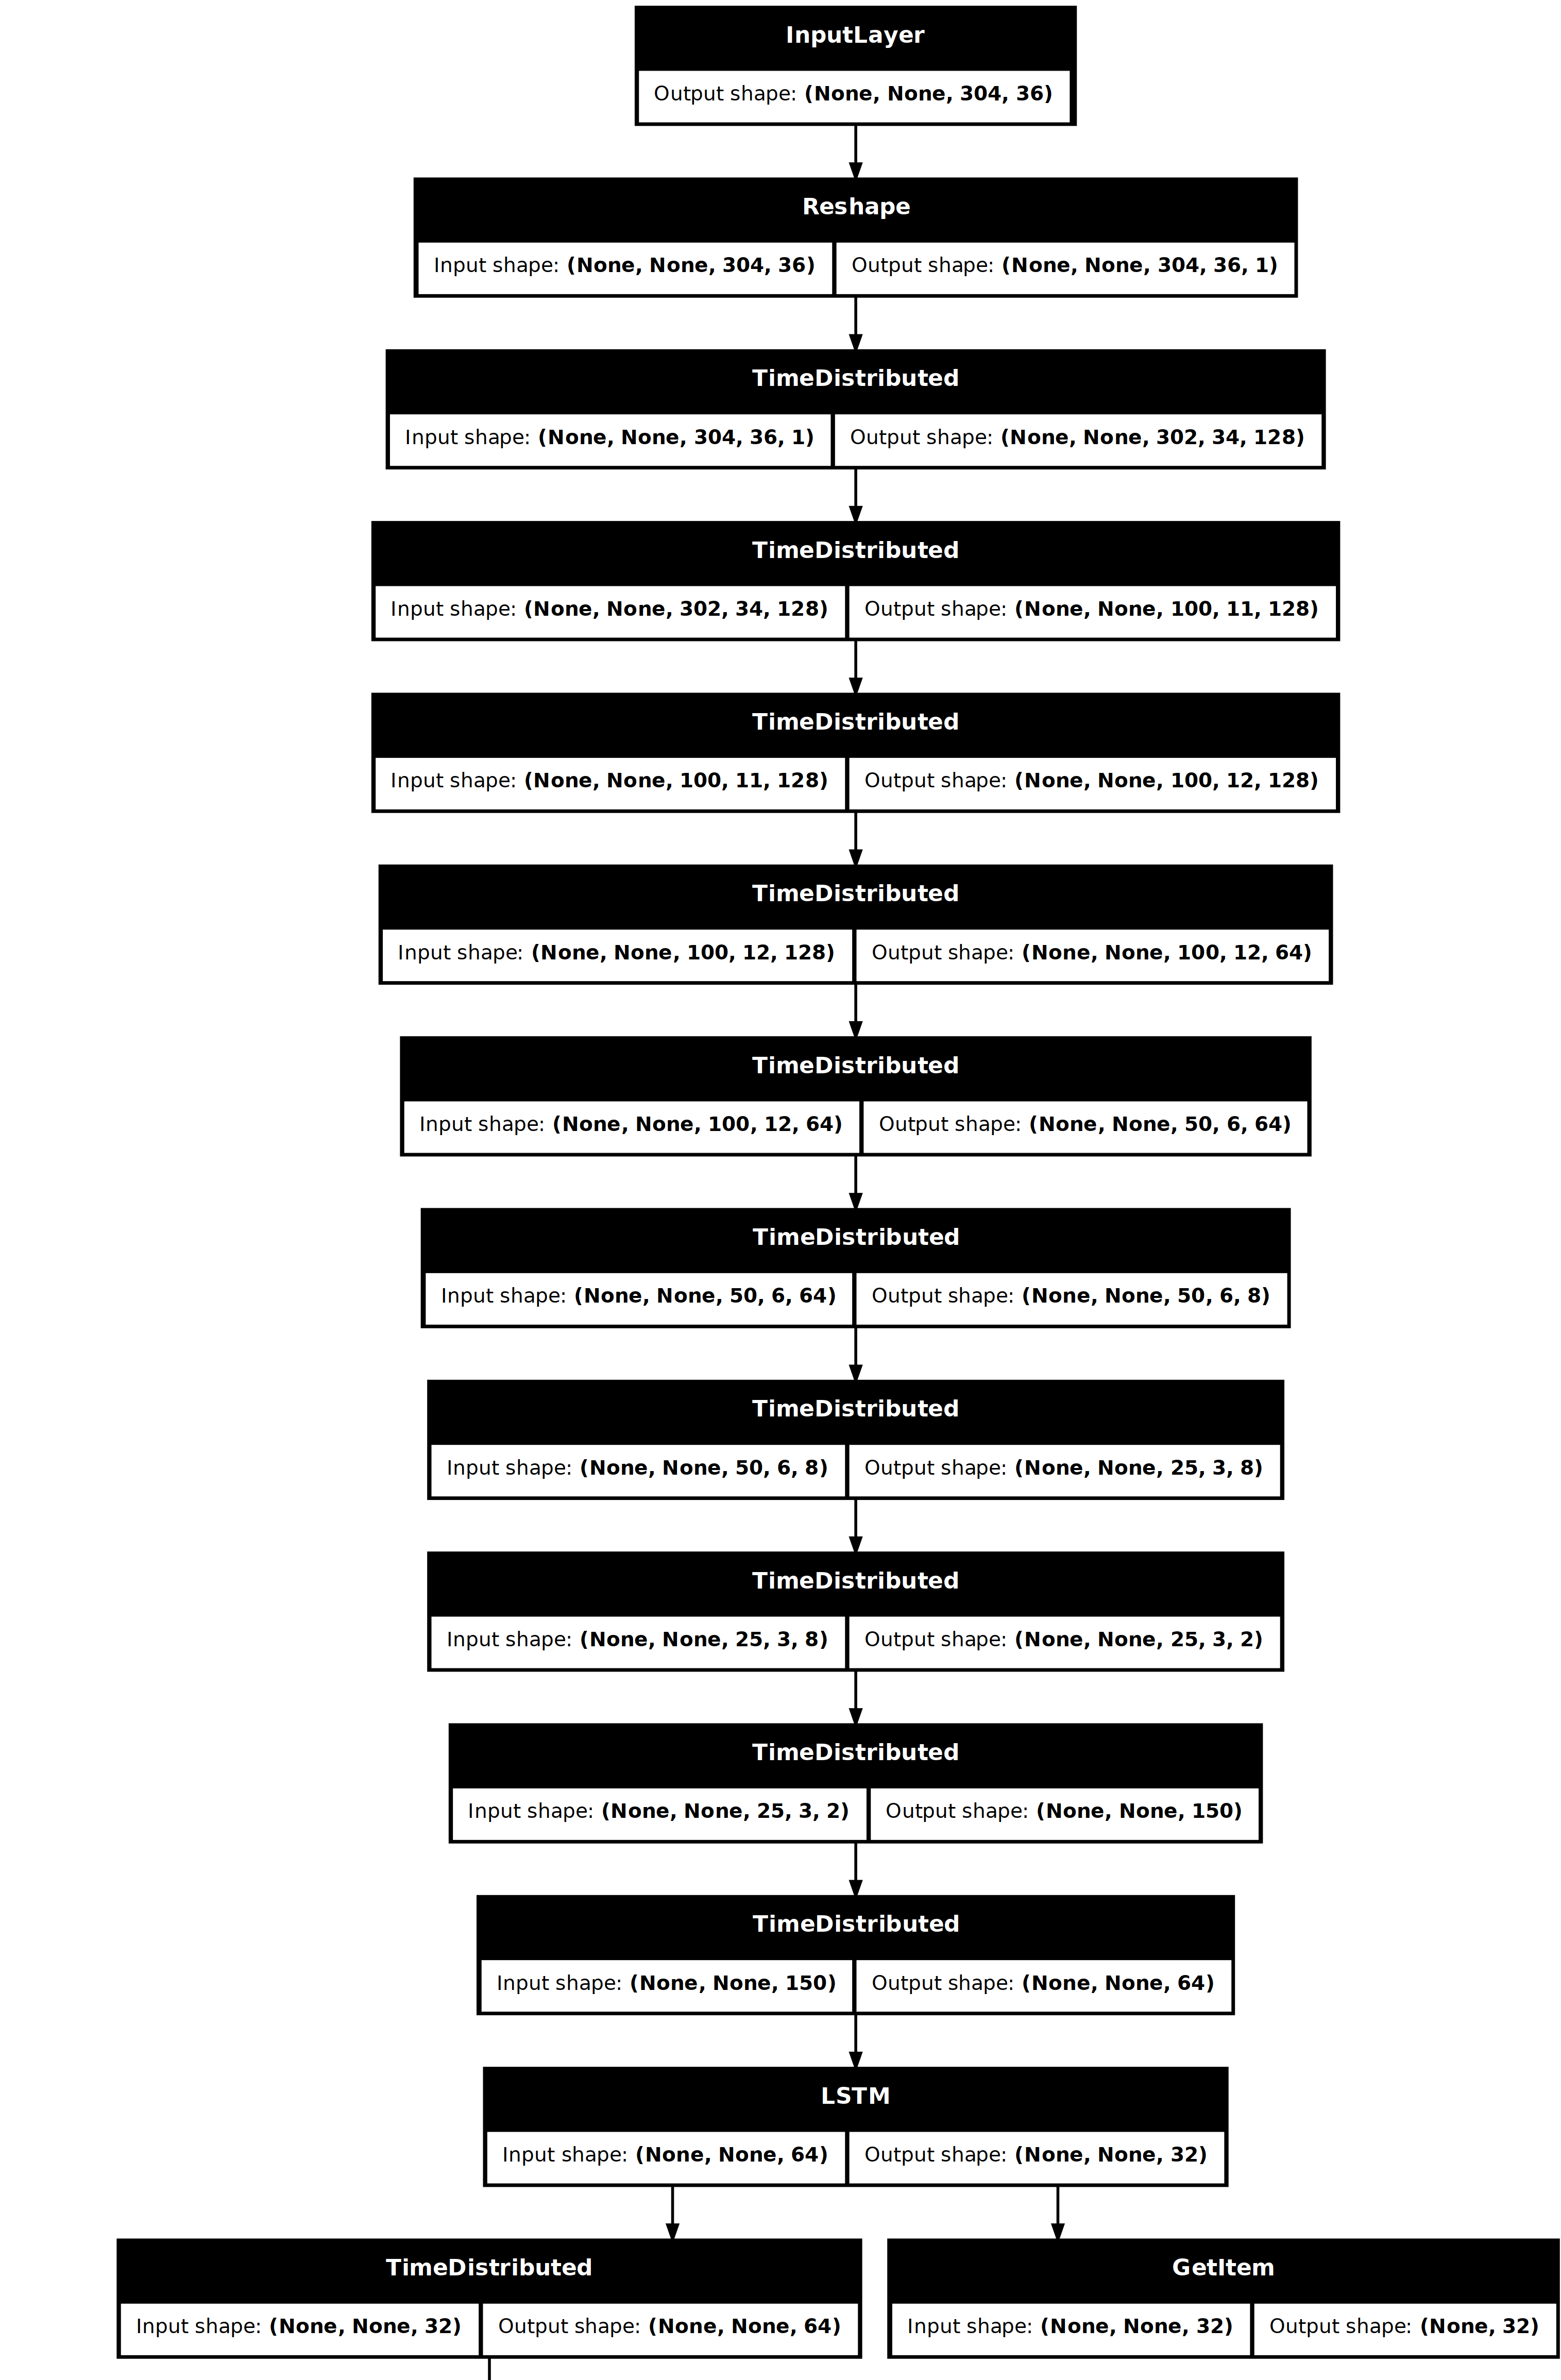 InputLayer
Output shape: (None, None, 304, 36)
Reshape
Input shape: (None, None, 304, 36) Output shape: (None, None, 304, 36, 1)
TimeDistributed
Input shape: (None, None, 304, 36, 1) Output shape: (None, None, 302, 34, 128)
TimeDistributed
Input shape: (None, None, 302, 34, 128) Output shape: (None, None, 100, 11, 128)
TimeDistributed
Input shape: (None, None, 100, 11, 128) Output shape: (None, None, 100, 12, 128)
TimeDistributed
Input shape: (None, None, 100, 12, 128) Output shape: (None, None, 100, 12, 64)
TimeDistributed
Input shape: (None, None, 100, 12, 64) Output shape: (None, None, 50, 6, 64)
TimeDistributed
Input shape: (None, None, 50, 6, 64) Output shape: (None, None, 50, 6, 8)
TimeDistributed
Input shape: (None, None, 50, 6, 8) Output shape: (None, None, 25, 3, 8)
TimeDistributed
Input shape: (None, None, 25, 3, 8) Output shape: (None, None, 25, 3, 2)
TimeDistributed
Input shape: (None, None, 25, 3, 2) Output shape: (None, None, 150)
TimeDistributed
Input shape: (None, None, 150) Output shape: (None, None, 64)
LSTM
Input shape: (None, None, 64) Output shape: (None, None, 32)
TimeDistributed
Input shape: (None, None, 32) Output shape: (None, None, 64)
GetItem
Input shape: (None, None, 32) Output shape: (None, 32)